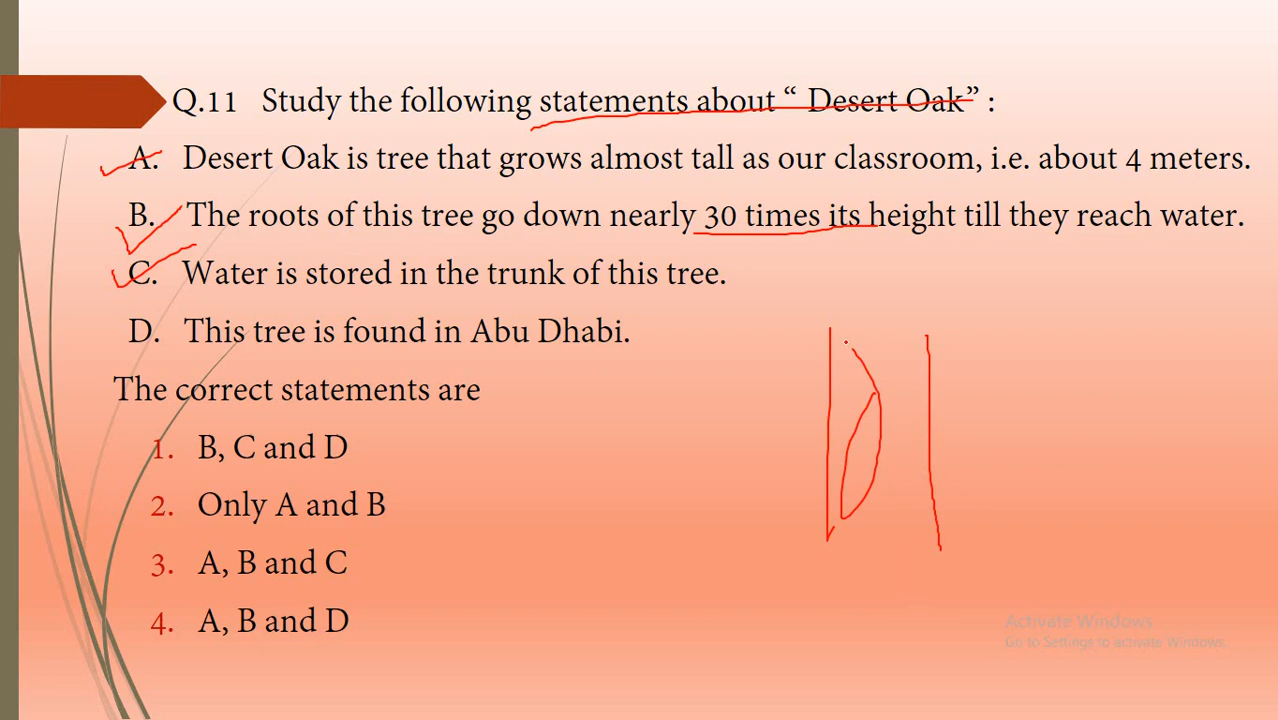 Q.11 Study the following statements about “ Desert Oak” :
A. Desert Oak is tree that grows almost tall as our classroom, i.e. about 4 meters.
B. The roots of this tree go down nearly 30 times its height till they reach water.
C. Water is stored in the trunk of this tree.
D. This tree is found in Abu Dhabi.
The correct statements are
1. B, C and D
2. Only A and B
3. A, B and C
4. A, B and D
Activate Windows
Go to Settings to activate Windows.